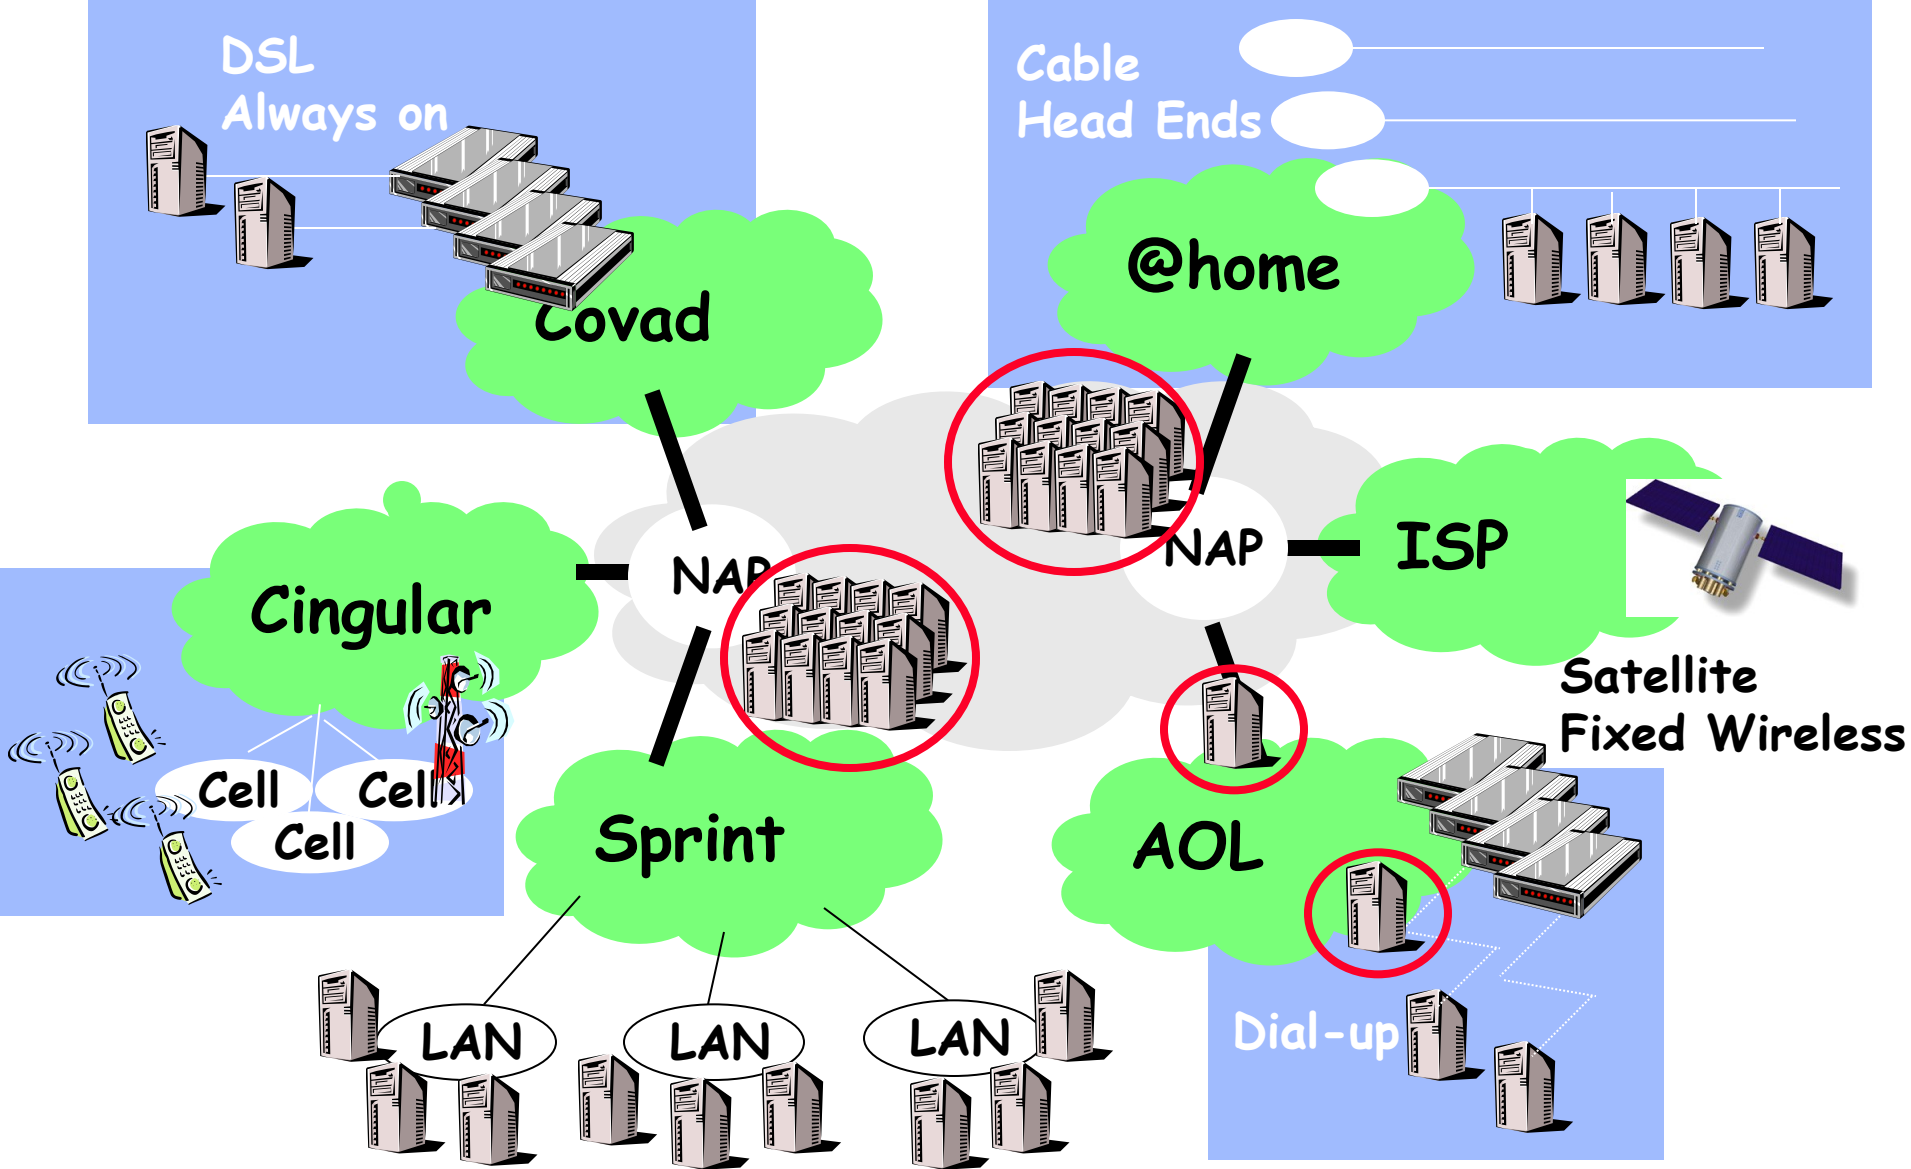 DSL
Always on
Cable
Head Ends
@home
Covad
NAP
NAP
ISP
Cingular
Satellite
Fixed Wireless
Cell
Cell
Cell
Sprint
AOL
LAN
LAN
LAN
Dial-up